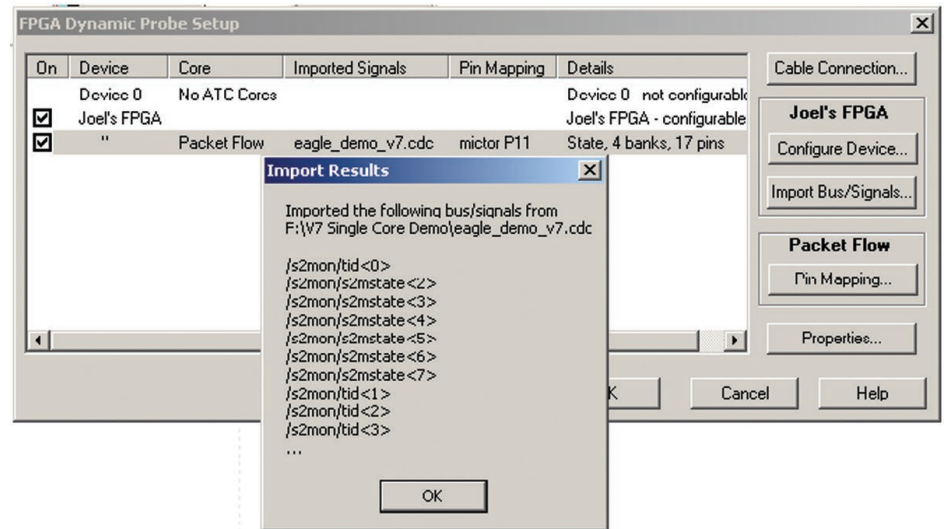 FPGA Dynamic Probe Setup
On Device Core Imported Signals Pin Mapping Details
Device 0 No ATC Cores Device 0 not configurable
Joel's FPGA Joel's FPGA - configurable
" Packet Flow eagle_demo_v7.cdc mictor P11 State, 4 banks, 17 pins
Cable Connection...
Joel's FPGA
Configure Device...
Import Bus/Signals...
Packet Flow
Pin Mapping...
Properties...
K Cancel Help
Import Results
Imported the following bus/signals from
F:\V7 Single Core Demo\eagle_demo_v7.cdc
/s2mon/tid<0>
/s2mon/s2mstate<2>
/s2mon/s2mstate<3>
/s2mon/s2mstate<4>
/s2mon/s2mstate<5>
/s2mon/s2mstate<6>
/s2mon/s2mstate<7>
/s2mon/tid<1>
/s2mon/tid<2>
/s2mon/tid<3>
...
OK